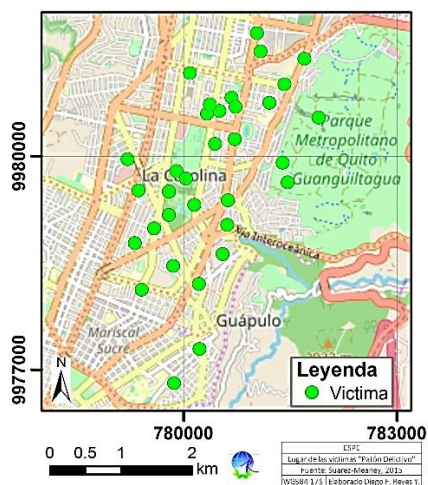 Parque
Metropolitano
de Quito
Guanguiltagua
9980000
La Carolina
Vía Interoceánica
Guápulo
Mariscal
Sucre
9977000
N
Leyenda
Victima
780000
783000
0 0.5 1 2
km
ESPE
Lugar de las victimas "Patón Delictivo"
Fuente: Suarez-Meaney, 2015
WGS84 17S Elaborado Diego F. Reyes Y.